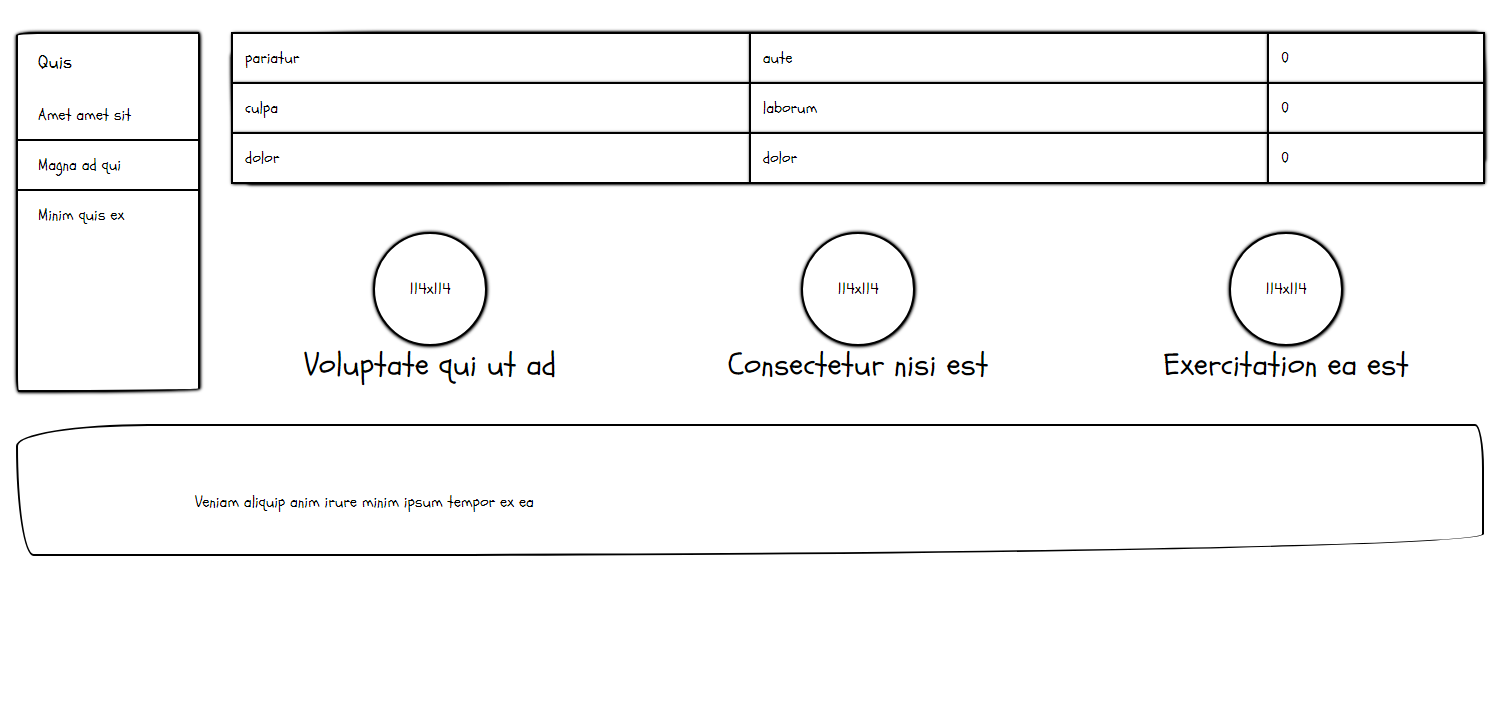 Quis
Amet amet sit
Magna ad qui
Minim quis ex
pariatur aute 0
culpa laborum 0
dolor dolor 0
114x114 114x114 114x114
Voluptate qui ut ad Consectetur nisi est Exercitation ea est
Veniam aliquip anim irure minim ipsum tempor ex ea